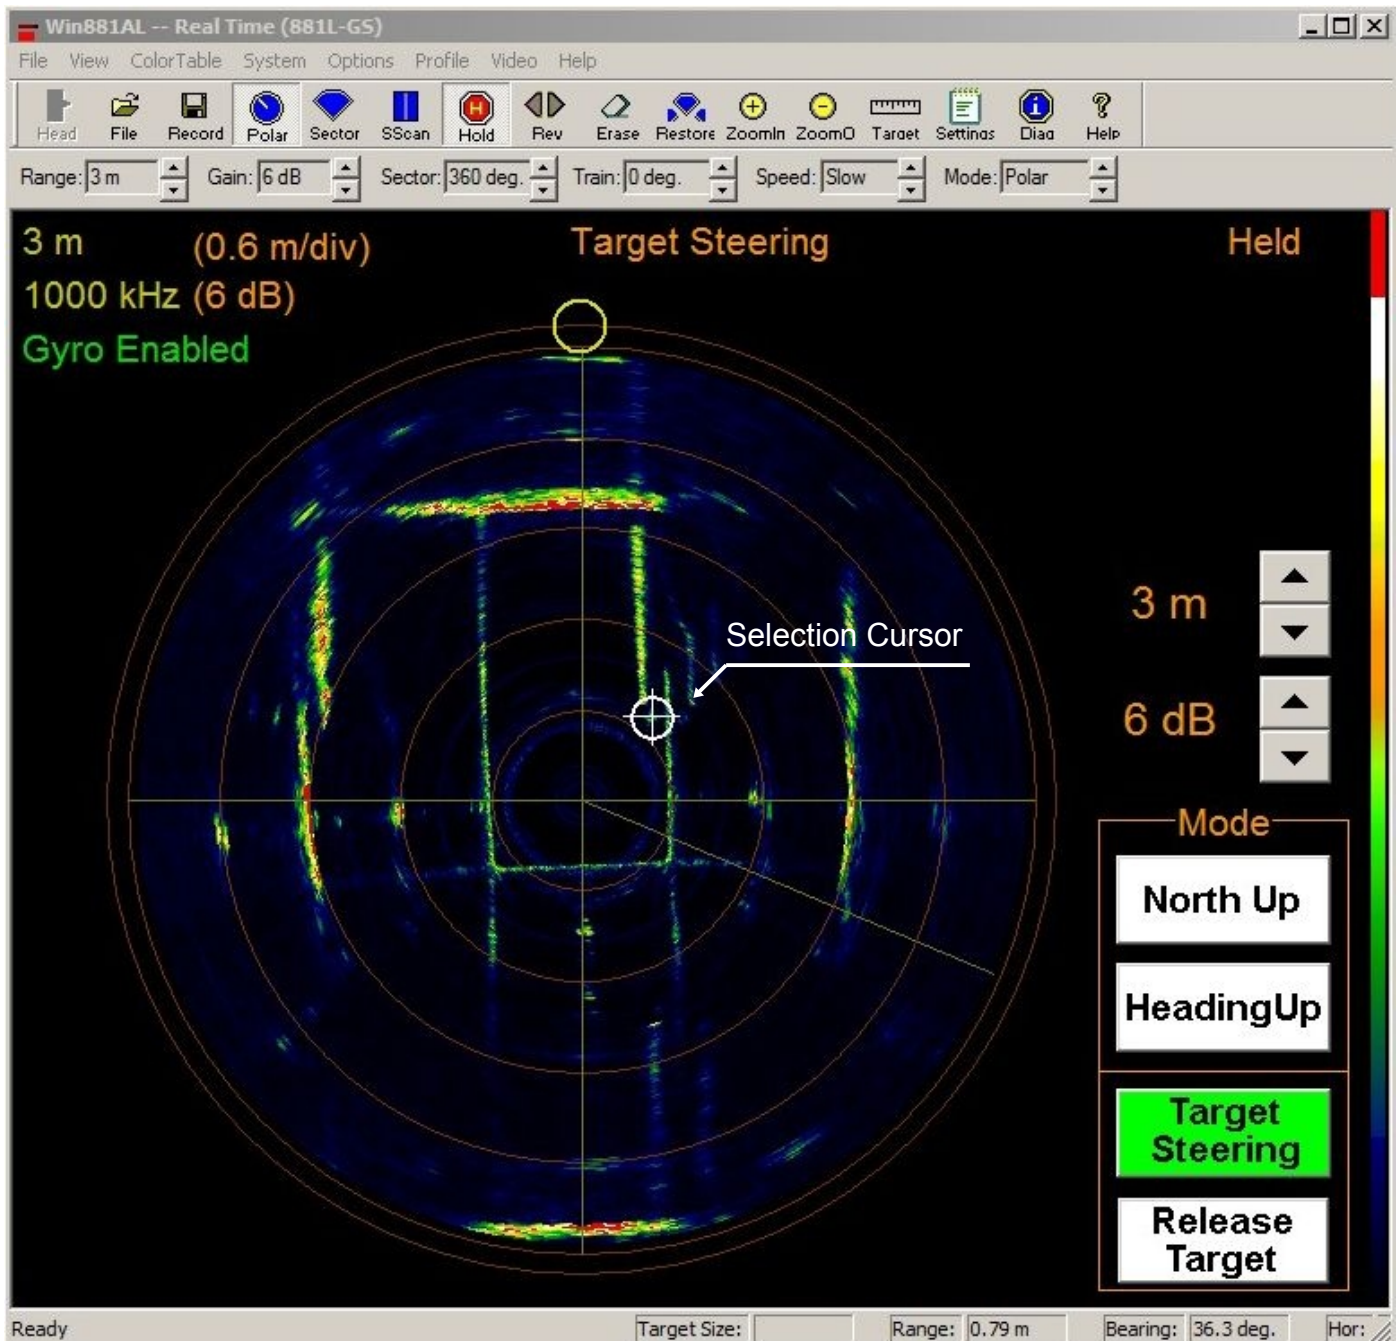 Win881AL -- Real Time (881L-GS)
File View ColorTable System Options Profile Video Help
Head File Record Polar Sector SScan Hold Rev Erase Restore ZoomIn ZoomO Target Settings Diag Help
Range: 3 m Gain: 6 dB Sector: 360 deg. Train: 0 deg. Speed: Slow Mode: Polar
3 m (0.6 m/div) Target Steering Held
1000 kHz (6 dB)
Gyro Enabled
3 m
Selection Cursor
6 dB
Mode
North Up
HeadingUp
Target
Steering
Release
Target
Ready Target Size: Range: 0.79 m Bearing: 36.3 deg. Hor: